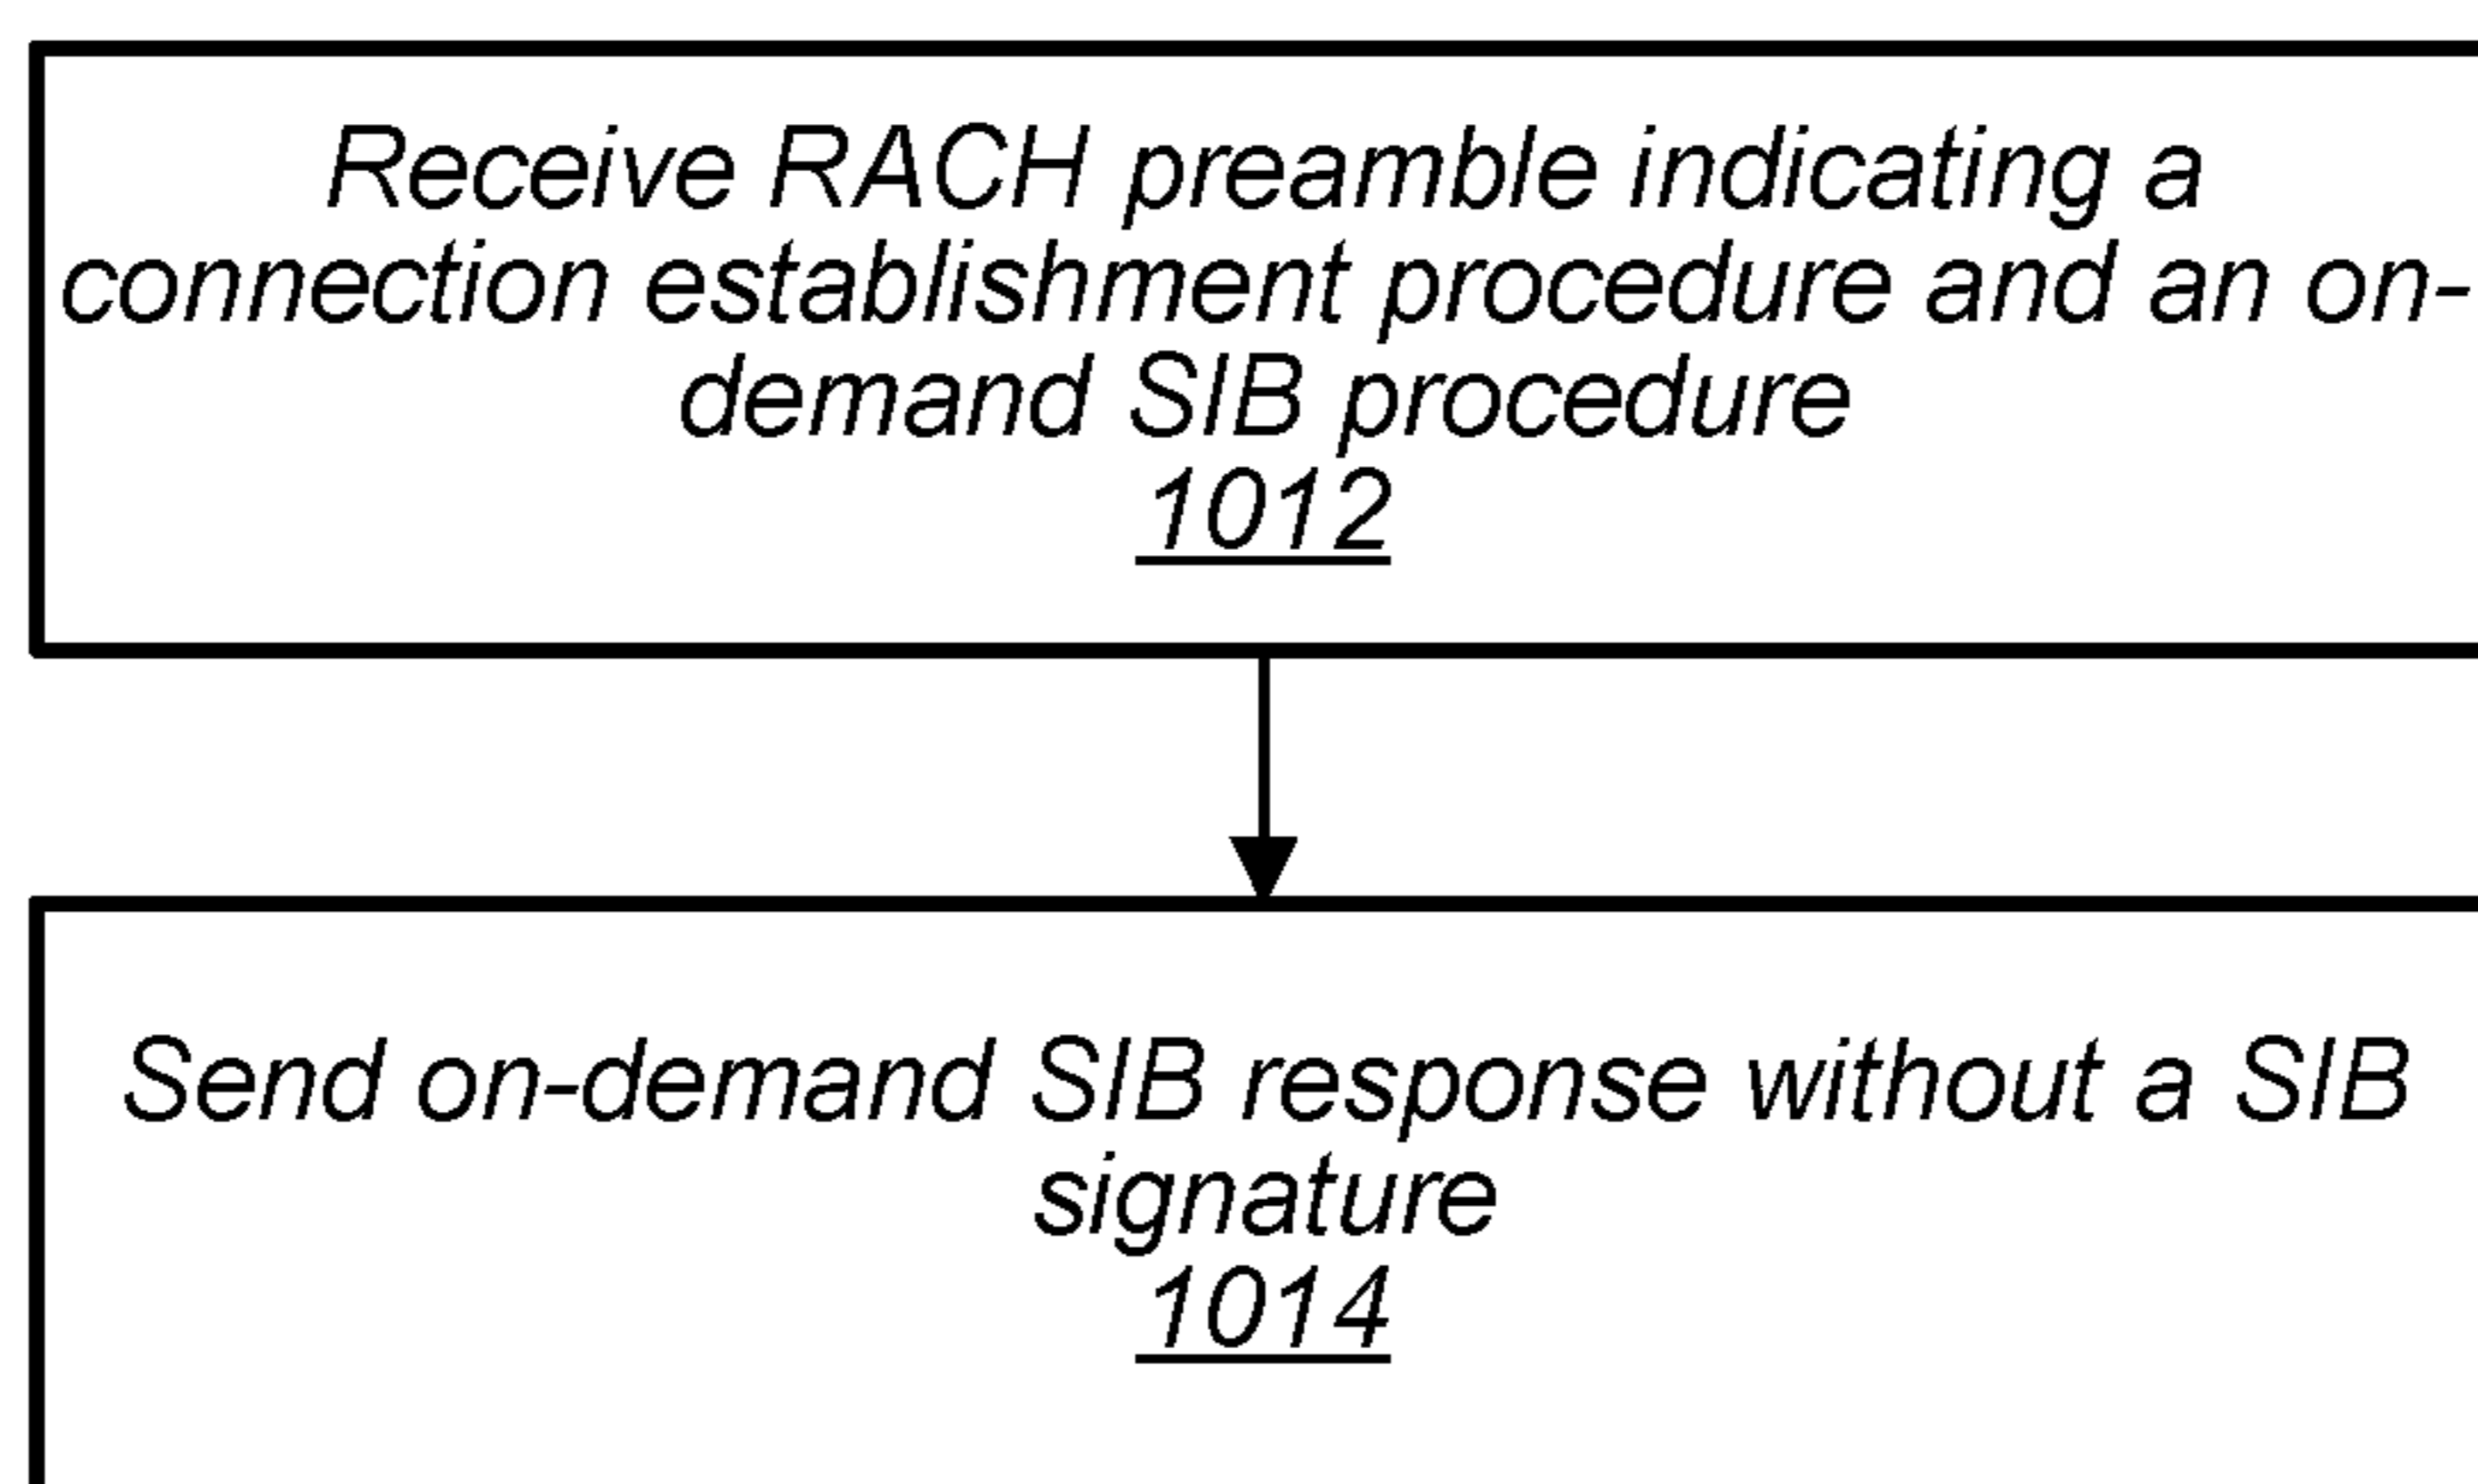 Receive RACH preamble indicating a
connection establishment procedure and an on-
demand SIB procedure
1012
Send on-demand SIB response without a SIB
signature
1014